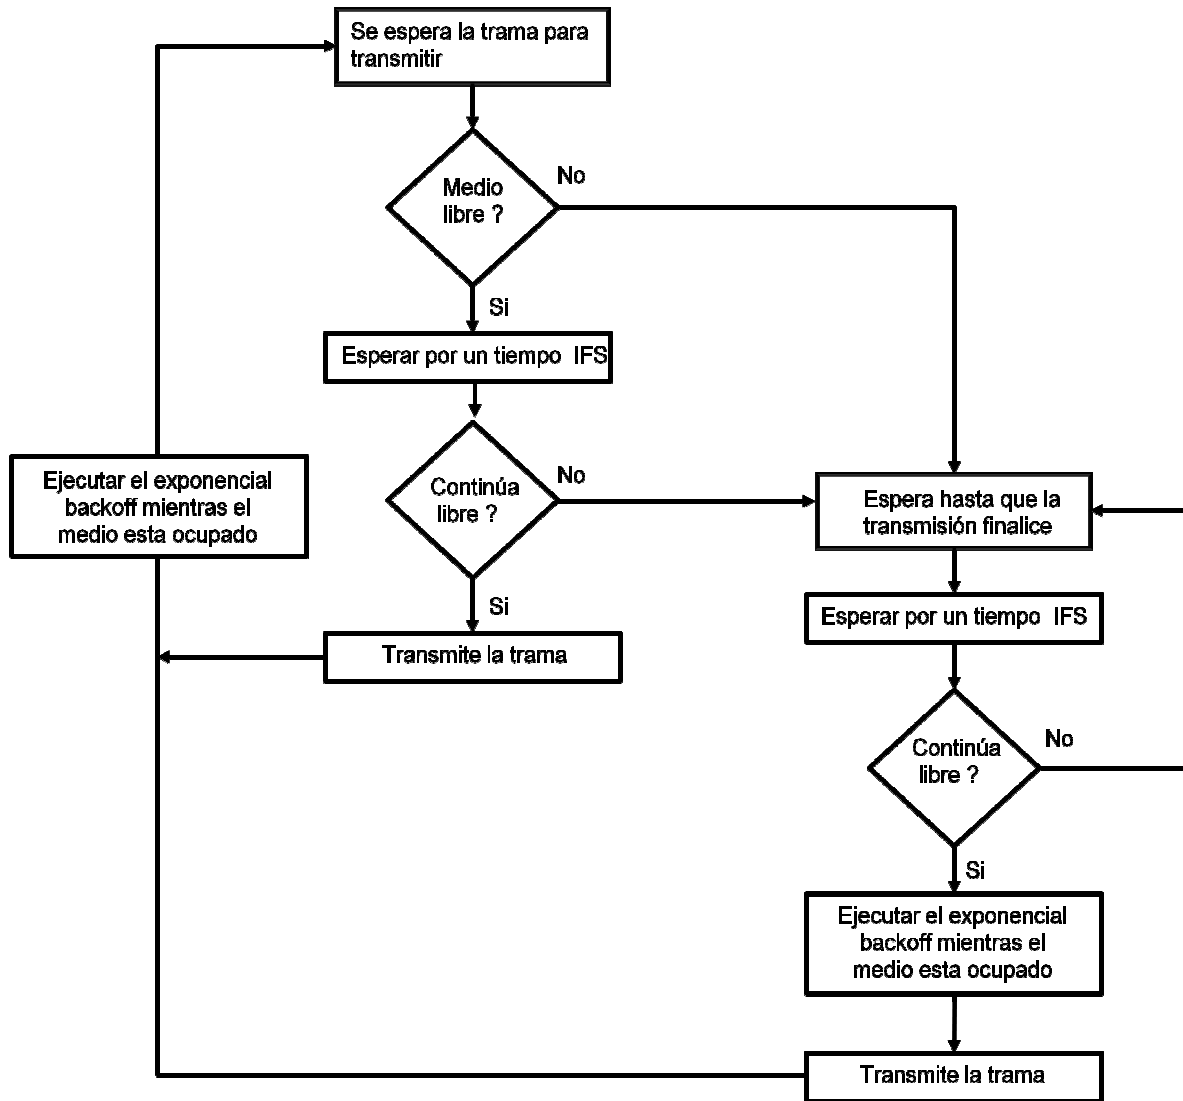 Se espera la trama para
transmitir
Medio
libre ?
No
Si
Esperar por un tiempo IFS
Continúa
libre ?
No
Si
Transmite la trama
Ejecutar el exponencial
backoff mientras el
medio esta ocupado
Espera hasta que la
transmisión finalice
Esperar por un tiempo IFS
Continúa
libre ?
No
Si
Ejecutar el exponencial
backoff mientras el
medio esta ocupado
Transmite la trama